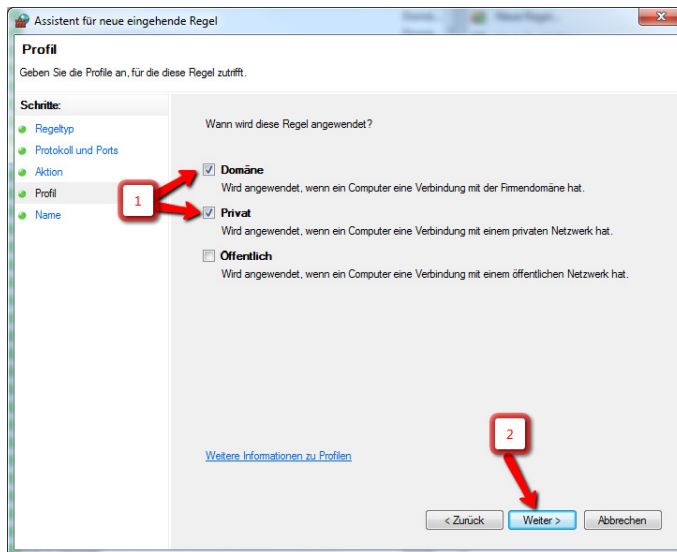 Assistent für neue eingehende Regel
Profil
Geben Sie die Profile an, für die diese Regel zutrifft.
Schritte:
Regeltyp
Protokoll und Ports
Aktion
Profil
Name
1
Wann wird diese Regel angewendet?
Domäne
Wird angewendet, wenn ein Computer eine Verbindung mit der Firmendomäne hat.
Privat
Wird angewendet, wenn ein Computer eine Verbindung mit einem privaten Netzwerk hat.
Öffentlich
Wird angewendet, wenn ein Computer eine Verbindung mit einem öffentlichen Netzwerk hat.
2
Weitere Informationen zu Profilen
< Zurück Weiter > Abbrechen